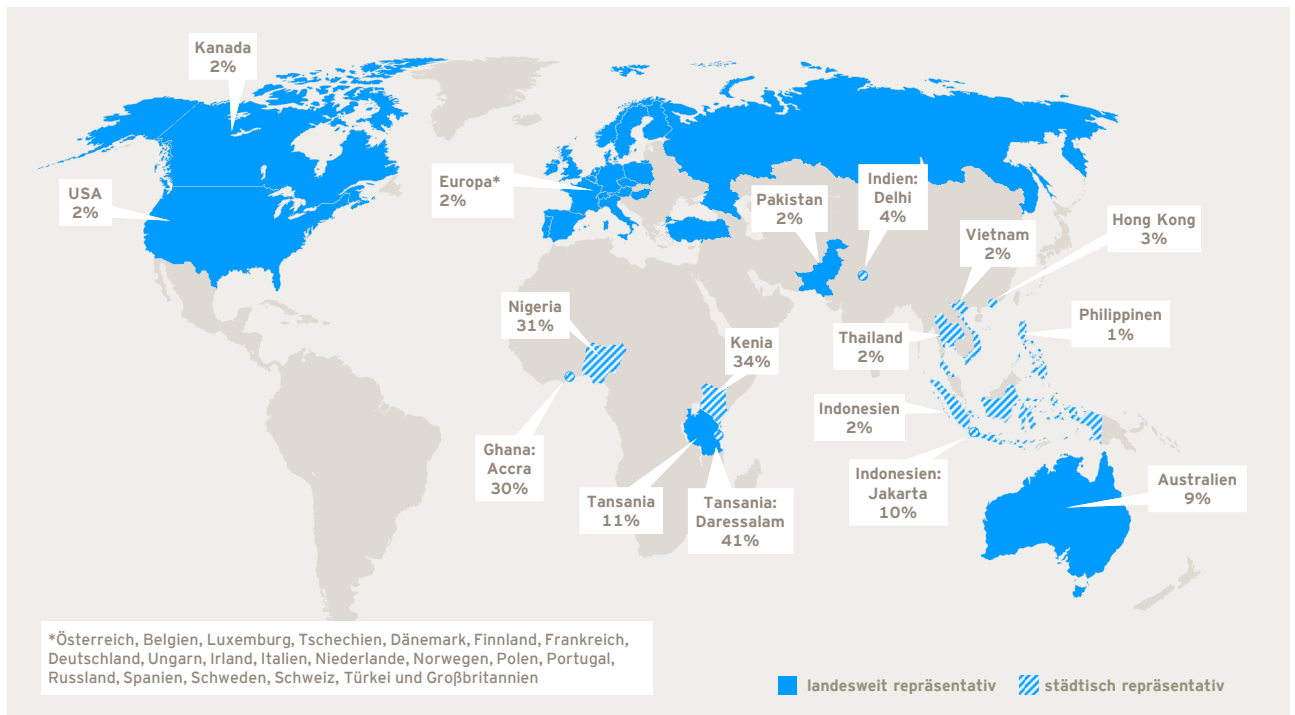 Kanada
2%
USA
2%
Europa*
2%
Pakistan
2%
Indien:
Delhi
4%
Vietnam
2%
Hong Kong
3%
Nigeria
31%
Kenia
34%
Thailand
2%
Philippinen
1%
Indonesien
2%
Ghana:
Accra
30%
Tansania
11%
Tansania:
Daressalam
41%
Indonesien:
Jakarta
10%
Australien
9%
*Österreich, Belgien, Luxemburg, Tschechien, Dänemark, Finnland, Frankreich,
Deutschland, Ungarn, Irland, Italien, Niederlande, Norwegen, Polen, Portugal,
Russland, Spanien, Schweden, Schweiz, Türkei und Großbritannien
landesweit repräsentativ
städtisch repräsentativ